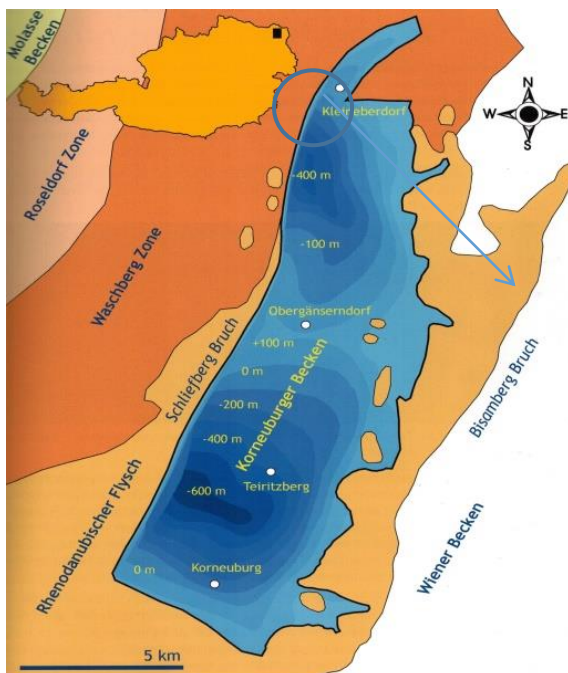 Molasse
Becken
Roseldorf Zone
Waschberg Zone
Kleineberdorf
N
W
E
S
-400 m
-100 m
Obergänserndorf
+100 m
Schliefberg Bruch
0 m
Korneuburger Becken
-200 m
-400 m
Bisamberg Bruch
Teiritzberg
-600 m
Rhenodanubischer Flysch
Wiener Becken
Korneuburg
0 m
5 km